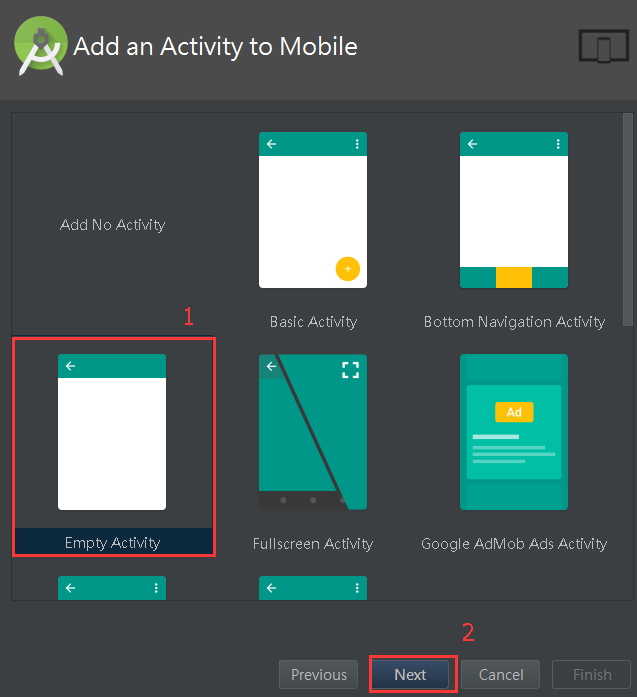 Add an Activity to Mobile
Add No Activity
+
Basic Activity
Bottom Navigation Activity
1
Empty Activity
Fullscreen Activity
Ad
Google AdMob Ads Activity
2
Previous
Next
Cancel
Finish